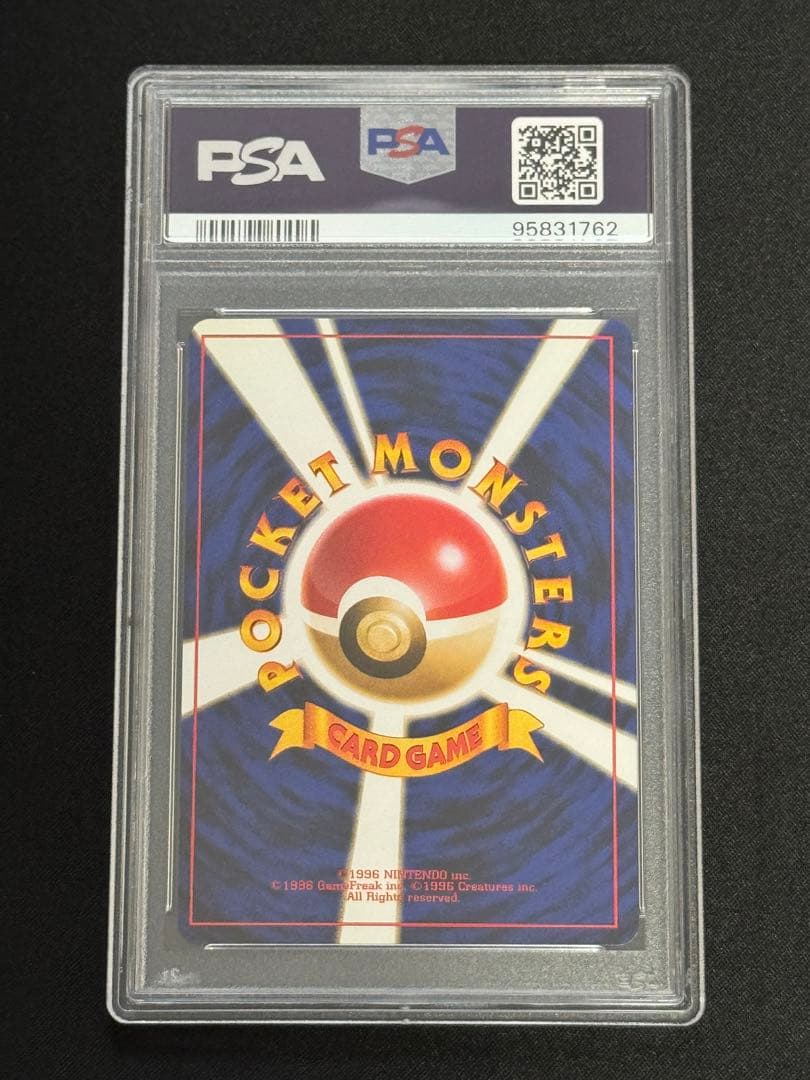 PSA
PSA
95831762
POCKET MONSTERS
CARD GAME
©1996 NINTENDO inc.
©1996 GameFreak inc. ©1996 Creatures inc.
All Rights reserved.